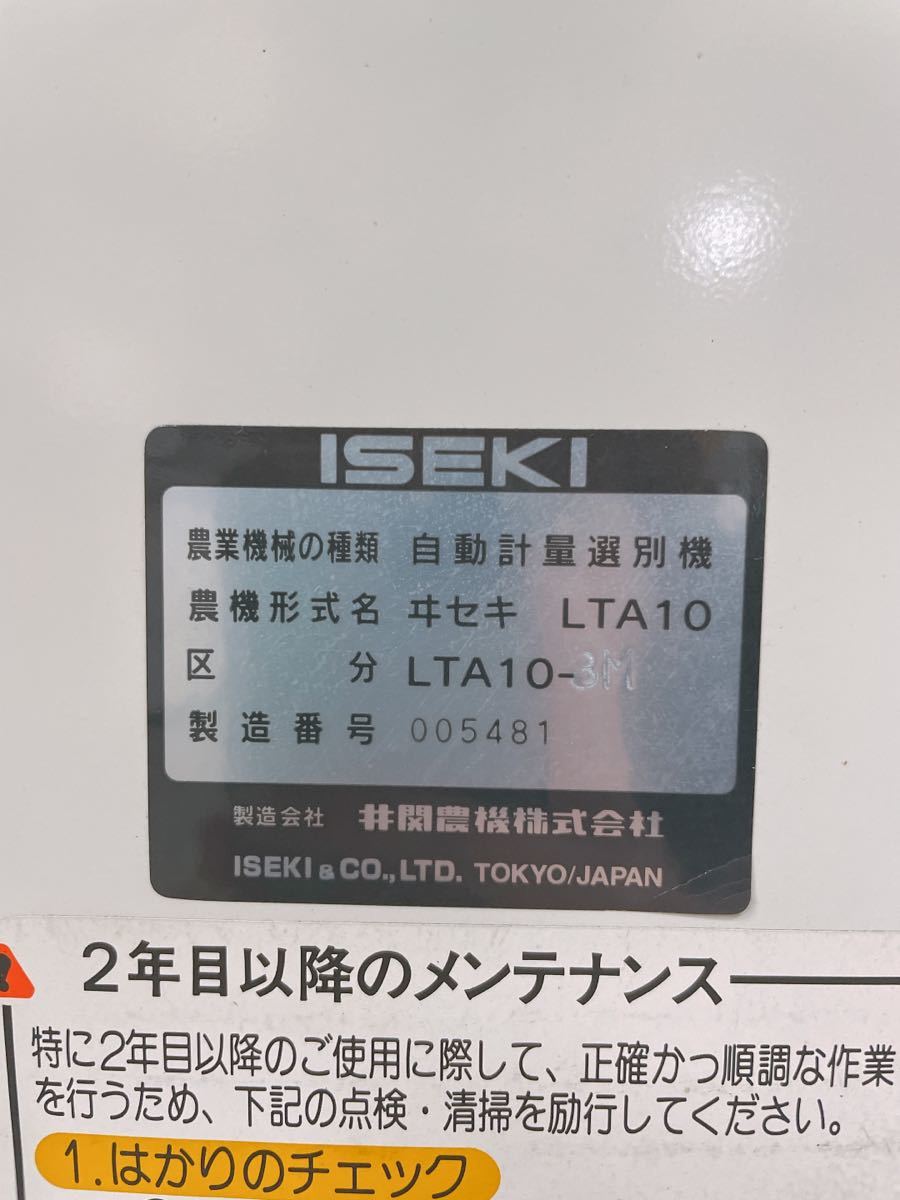 ISEKI
農業機械の種類 自動計量選別機
農機形式名 ヰセキ LTA10
区分 LTA10-3M
製造番号 005481
製造会社 井関農機株式会社
ISEKI & CO., LTD. TOKYO/JAPAN
2年目以降のメンテナンス
特に2年目以降のご使用に際して、正確かつ順調な作業
を行うため、下記の点検・清掃を励行してください。
1.はかりのチェック